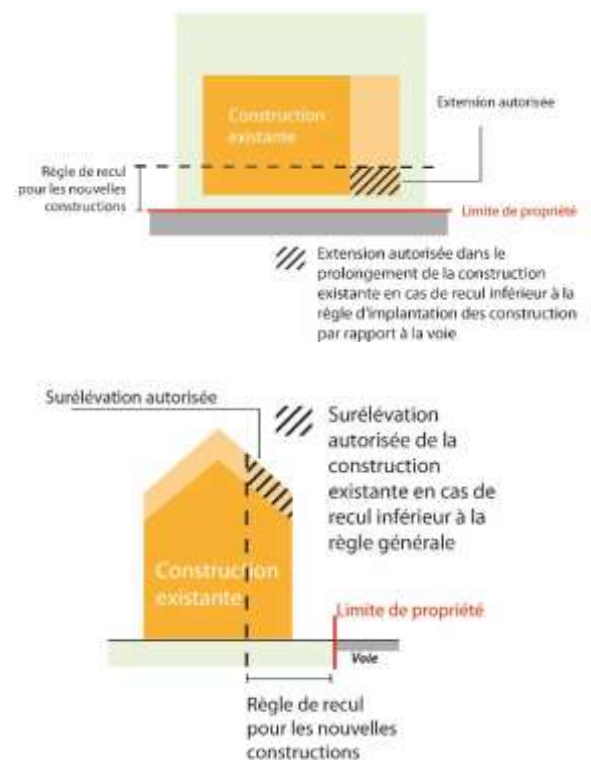 Construction
existante
Extension autorisée
Règle de recul
pour les nouvelles
constructions
Limite de propriété
Extension autorisée dans le
prolongement de la construction
existante en cas de recul inférieur à la
règle d'implantation des construction
par rapport à la voie
Surélévation autorisée
Surélévation
autorisée de la
construction
existante en cas de
recul inférieur à la
règle générale
Construction
existante
Limite de propriété
Voie
Règle de recul
pour les nouvelles
constructions